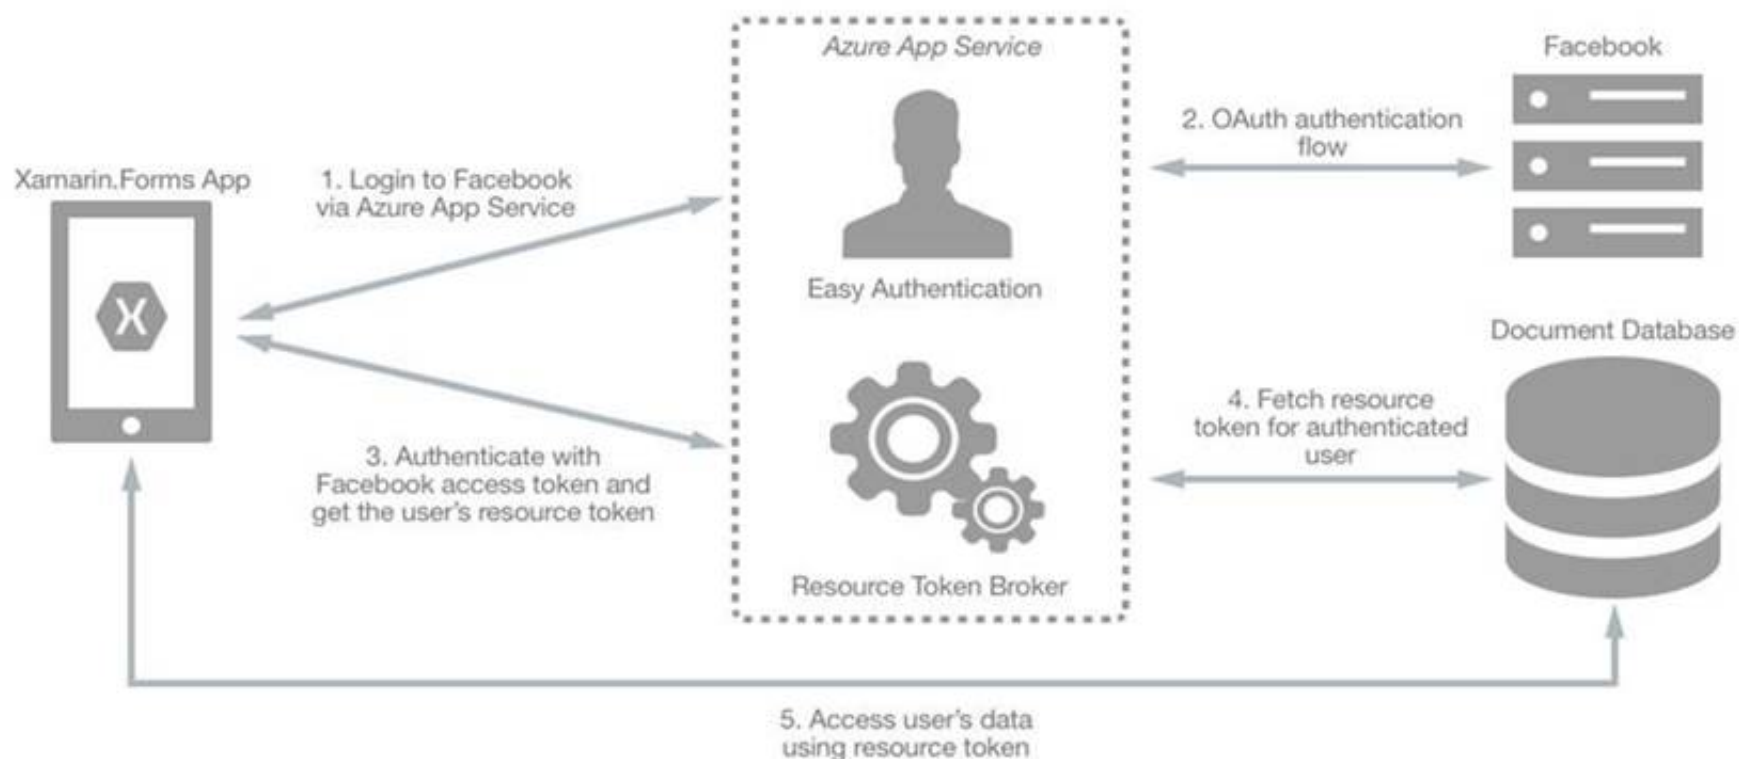 Azure App Service
Facebook
2. OAuth authentication
flow
Xamarin.Forms App
1. Login to Facebook
via Azure App Service
X
Easy Authentication
Document Database
4. Fetch resource
token for authenticated
user
3. Authenticate with
Facebook access token and
get the user's resource token
Resource Token Broker
5. Access user's data
using resource token